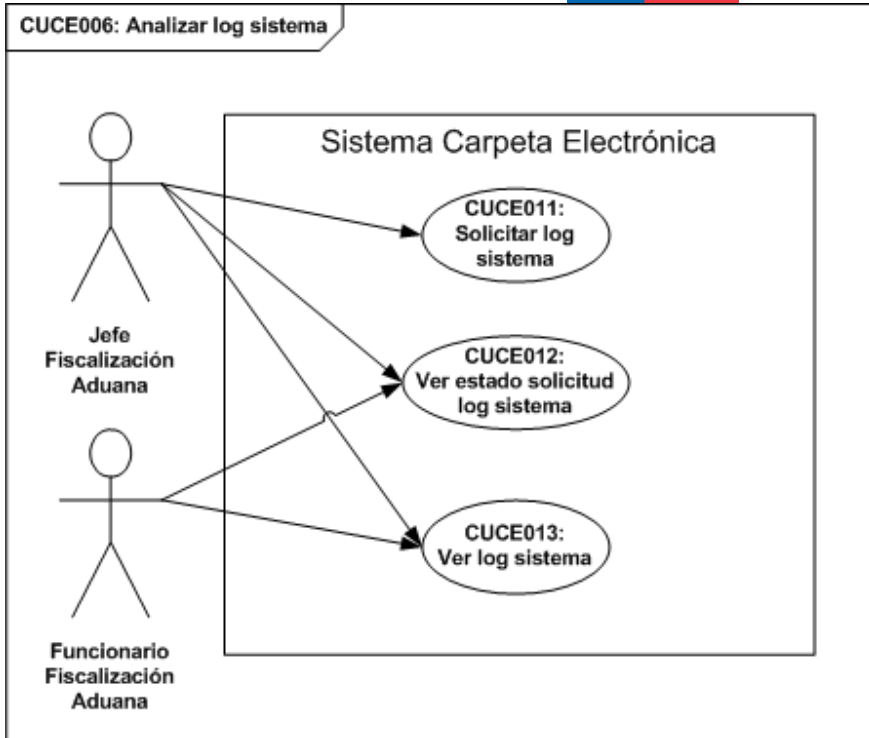 CUCE006: Analizar log sistema
Sistema Carpeta Electrónica
CUCE011:
Solicitar log
sistema
Jefe
Fiscalización
Aduana
CUCE012:
Ver estado solicitud
log sistema
CUCE013:
Ver log sistema
Funcionario
Fiscalización
Aduana